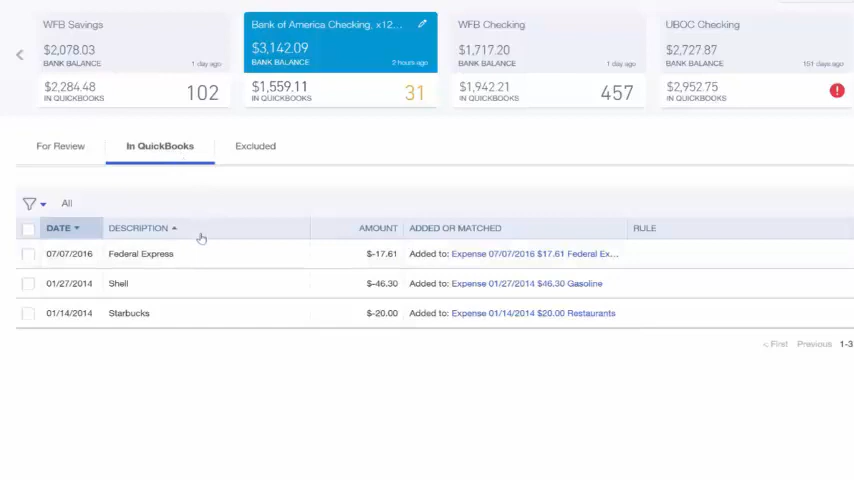 WFB Savings
$2,078.03
BANK BALANCE 1 day ago
$2,284.48
IN QUICKBOOKS 102
Bank of America Checking, x12...
$3,142.09
BANK BALANCE 2 hours ago
$1,559.11
IN QUICKBOOKS 31
WFB Checking
$1,717.20
BANK BALANCE 1 day ago
$1,942.21
IN QUICKBOOKS 457
UBOC Checking
$2,727.87
BANK BALANCE 151 days ago
$2,952.75
IN QUICKBOOKS !
For Review In QuickBooks Excluded
All
DATE DESCRIPTION AMOUNT ADDED OR MATCHED RULE
07/07/2016 Federal Express $-17.61 Added to: Expense 07/07/2016 $17.61 Federal Ex...
01/27/2014 Shell $-46.30 Added to: Expense 01/27/2014 $46.30 Gasoline
01/14/2014 Starbucks $-20.00 Added to: Expense 01/14/2014 $20.00 Restaurants
< First Previous 1-3